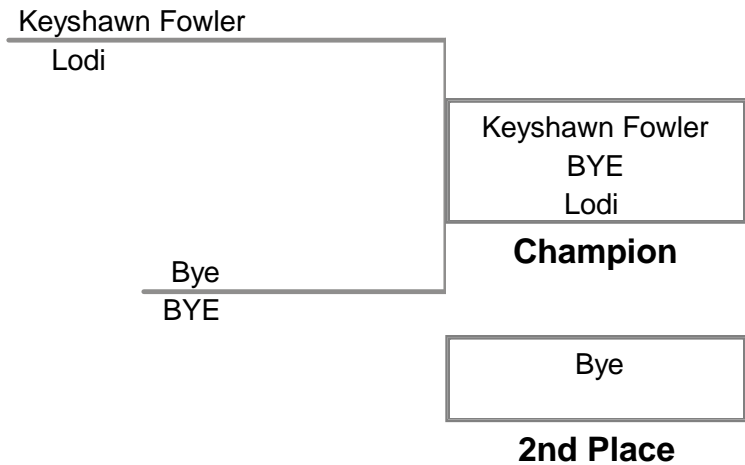 Keyshawn Fowler
Lodi
Keyshawn Fowler
BYE
Lodi
Champion
Bye
BYE
Bye
2nd Place